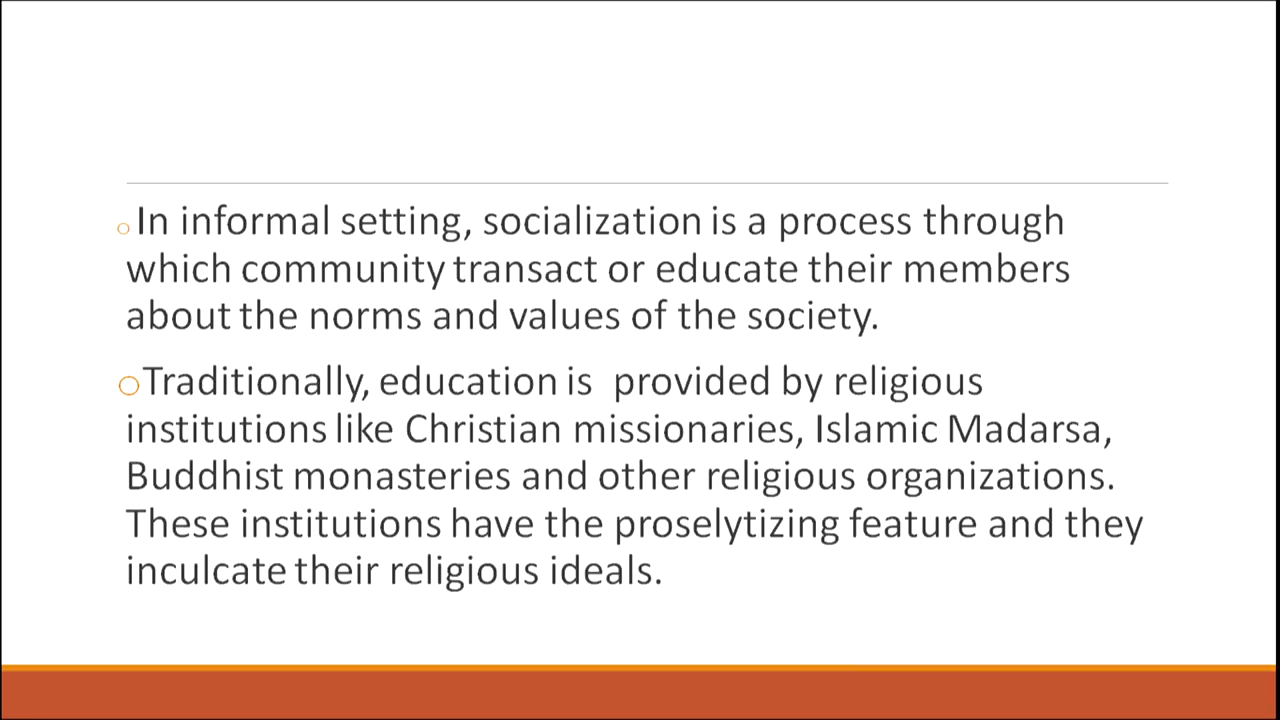 In informal setting, socialization is a process through
which community transact or educate their members
about the norms and values of the society.
Traditionally, education is  provided by religious
institutions like Christian missionaries, Islamic Madarsa,
Buddhist monasteries and other religious organizations.
These institutions have the proselytizing feature and they
inculcate their religious ideals.